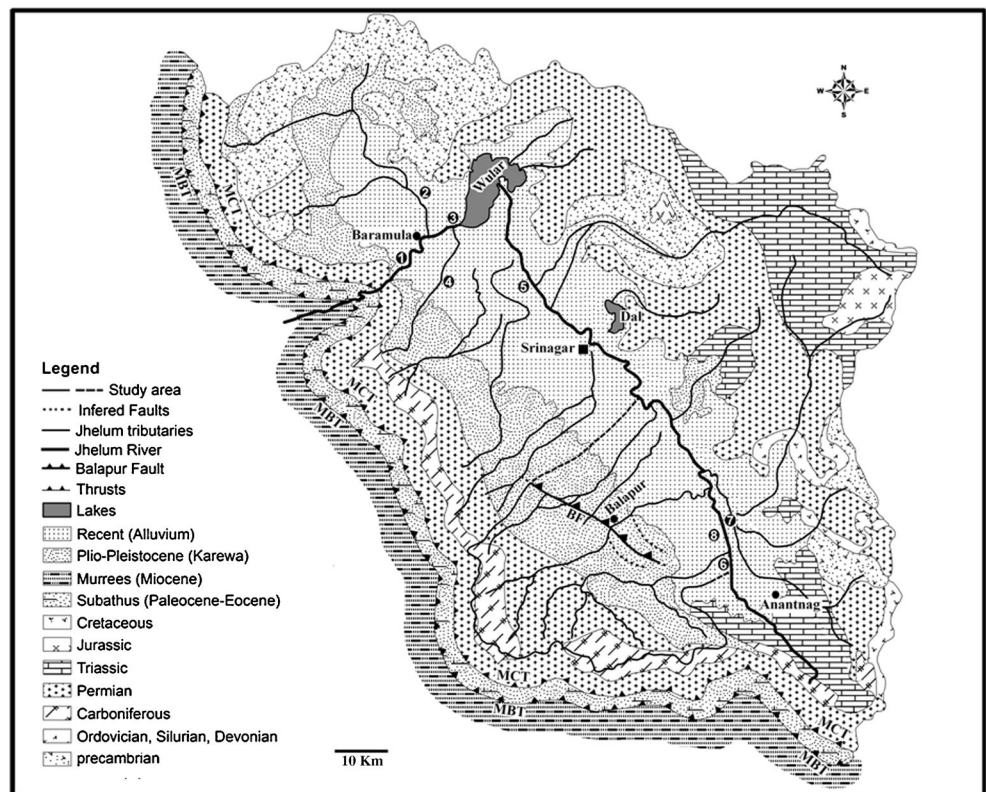 N
W E
S
MBT
MCT
Wular
2
3
Baramula
1
4
5
Dal
Srinagar
MCT
MBT
BF
Balapur
7
8
6
Anantnag
MCT
MBT
MCT
MBT
Legend
Study area
Infered Faults
Jhelum tributaries
Jhelum River
Balapur Fault
Thrusts
Lakes
Recent (Alluvium)
Plio-Pleistocene (Karewa)
Murrees (Miocene)
Subathus (Paleocene-Eocene)
Cretaceous
Jurassic
Triassic
Permian
Carboniferous
Ordovician, Silurian, Devonian
precambrian
10 Km